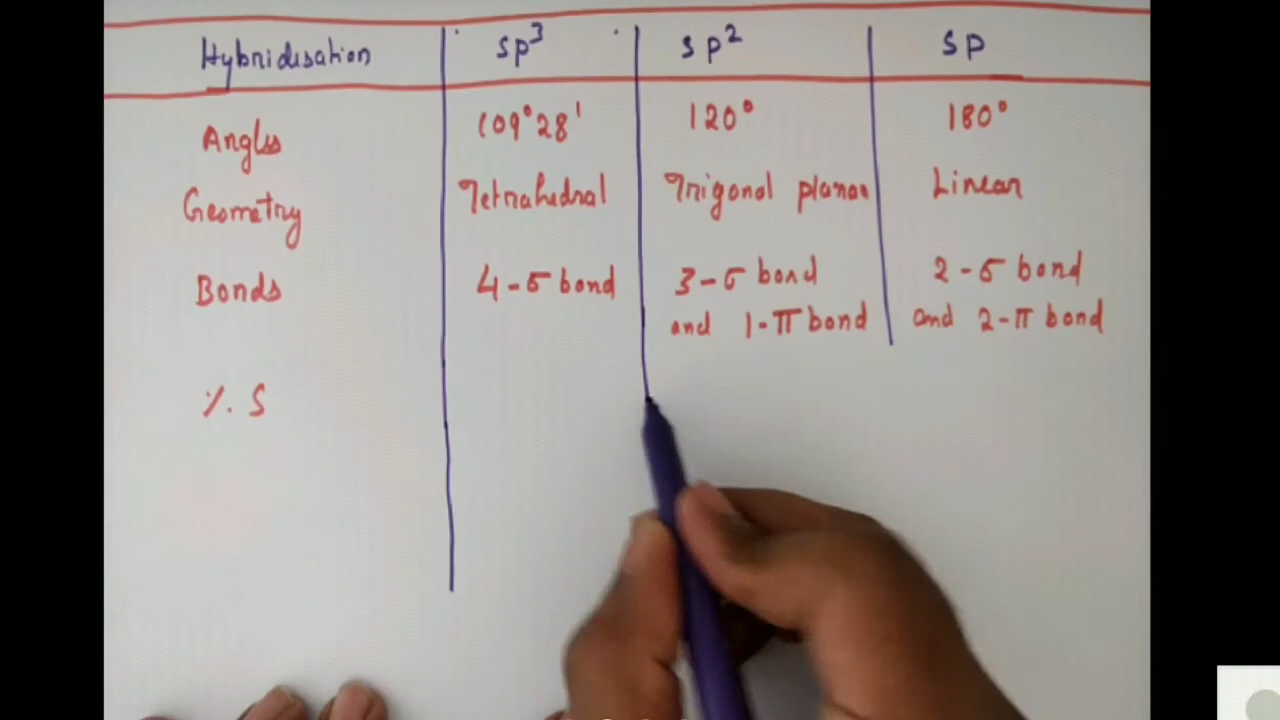 Hybridisation sp³ sp² sp
Angles 109°28' 120° 180°
Geometry Tetrahedral Trigonal planar Linear
Bonds 4-σ bond 3-σ bond 2-σ bond
and 1-π bond and 2-π bond
%. S